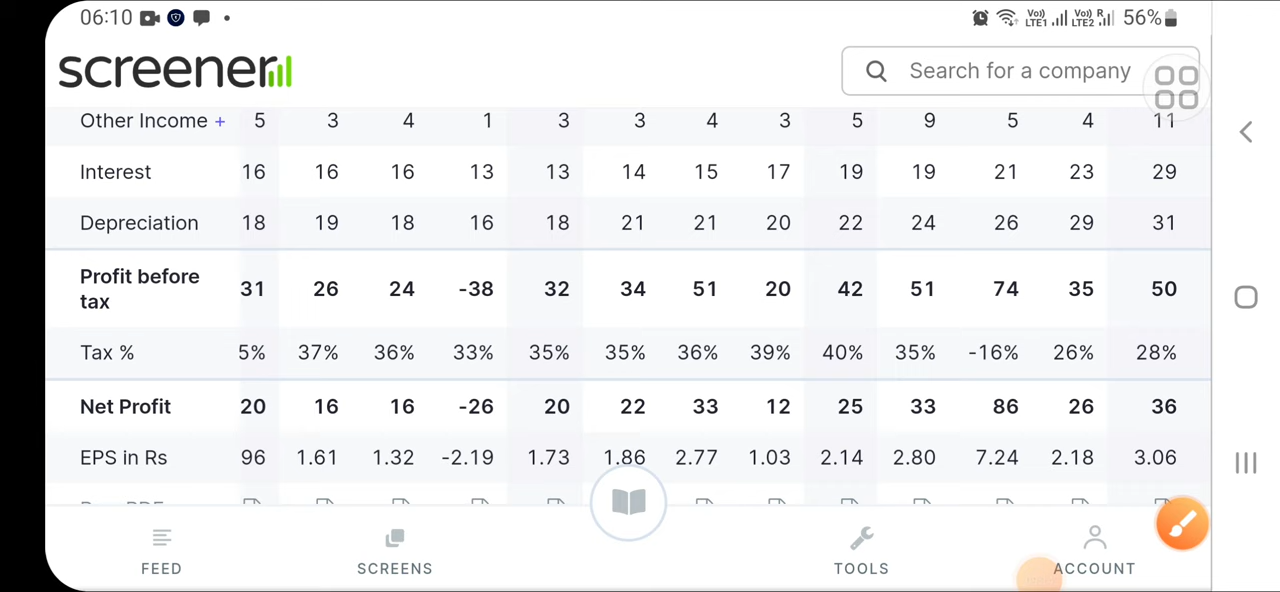 06:10 Vo) LTE1 Vo) R LTE2 56%
screener
Search for a company
Other Income + 5 3 4 1 3 3 4 3 5 9 5 4 11
Interest 16 16 16 13 13 14 15 17 19 19 21 23 29
Depreciation 18 19 18 16 18 21 21 20 22 24 26 29 31
Profit before
tax 31 26 24 -38 32 34 51 20 42 51 74 35 50
Tax % 5% 37% 36% 33% 35% 35% 36% 39% 40% 35% -16% 26% 28%
Net Profit 20 16 16 -26 20 22 33 12 25 33 86 26 36
EPS in Rs 96 1.61 1.32 -2.19 1.73 1.86 2.77 1.03 2.14 2.80 7.24 2.18 3.06
FEED SCREENS TOOLS ACCOUNT